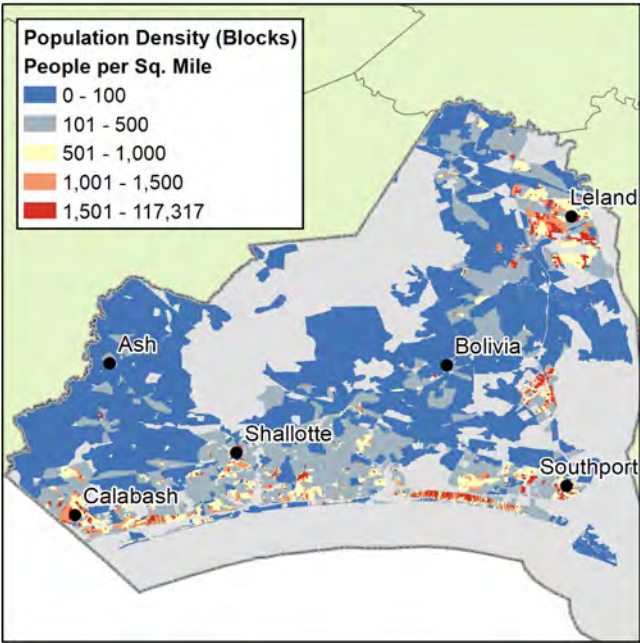 Population Density (Blocks)
People per Sq. Mile
0 - 100
101 - 500
501 - 1,000
1,001 - 1,500
1,501 - 117,317
Leland
Ash
Bolivia
Shallotte
Southport
Calabash